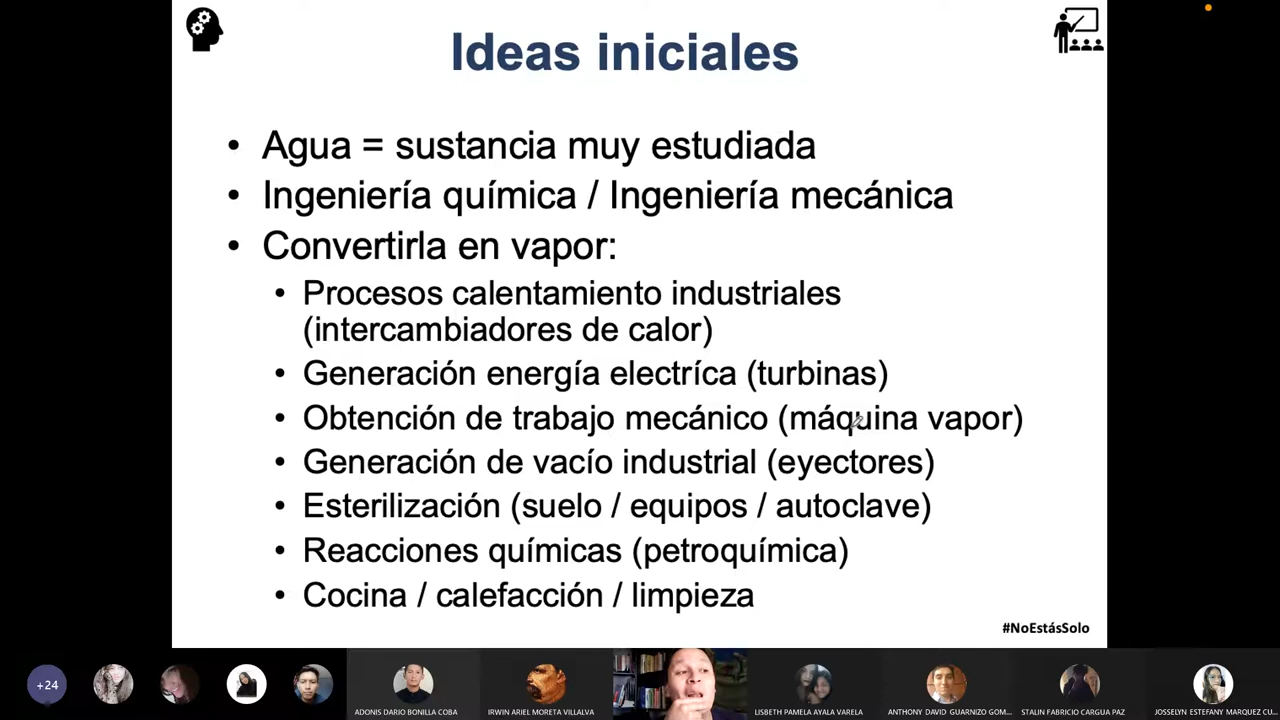 Ideas iniciales
• Agua = sustancia muy estudiada
• Ingeniería química / Ingeniería mecánica
• Convertirla en vapor:
• Procesos calentamiento industriales
(intercambiadores de calor)
• Generación energía electríca (turbinas)
• Obtención de trabajo mecánico (máquina vapor)
• Generación de vacío industrial (eyectores)
• Esterilización (suelo / equipos / autoclave)
• Reacciones químicas (petroquímica)
• Cocina / calefacción / limpieza
#NoEstásSolo
+24
ADONIS DARIO BONILLA COBA
IRWIN ARIEL MORETA VILLALVA
LISBETH PAMELA AYALA VARELA
ANTHONY DAVID GUARNIZO GOM...
STALIN FABRICIO CARGUA PAZ
JOSSELYN ESTEFANY MARQUEZ CU...